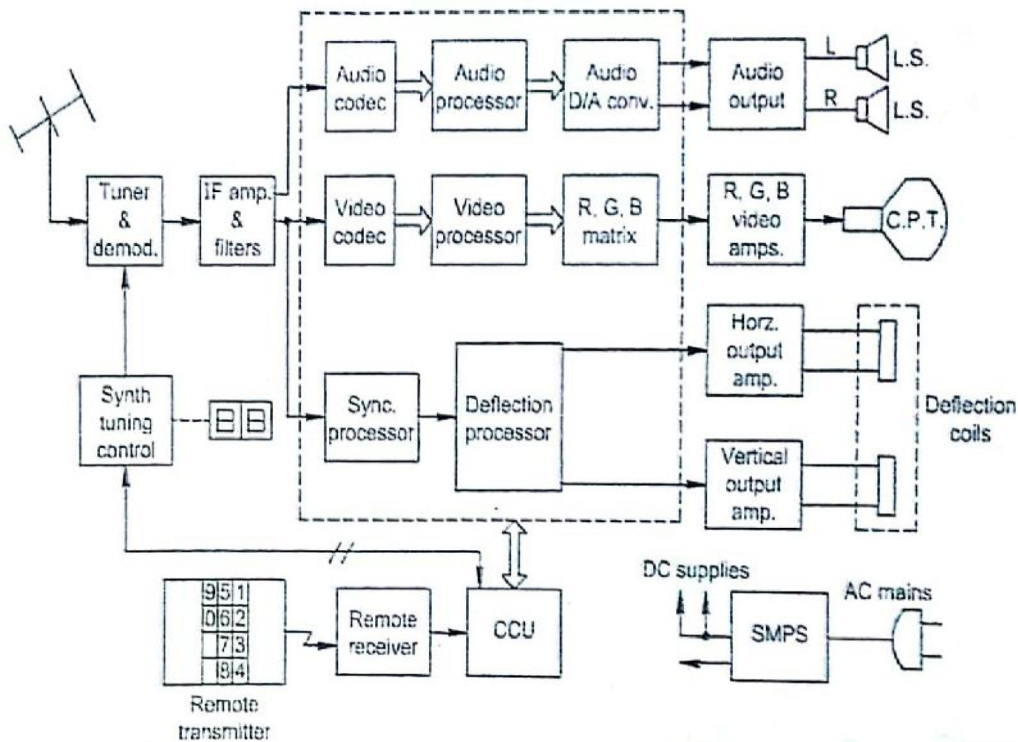 Audio
codec
Audio
processor
Audio
D/A conv.
Audio
output
L
L.S.
R
L.S.
Tuner
&
demod.
IF amp.
&
filters
Video
codec
Video
processor
R, G, B
matrix
R, G, B
video
amps.
C.P.T.
Synth
tuning
control
88
Sync.
processor
Deflection
processor
Horz.
output
amp.
Vertical
output
amp.
Deflection
coils
9 5 1
0 6 2
7 3
8 4
Remote
transmitter
Remote
receiver
CCU
DC supplies
SMPS
AC mains